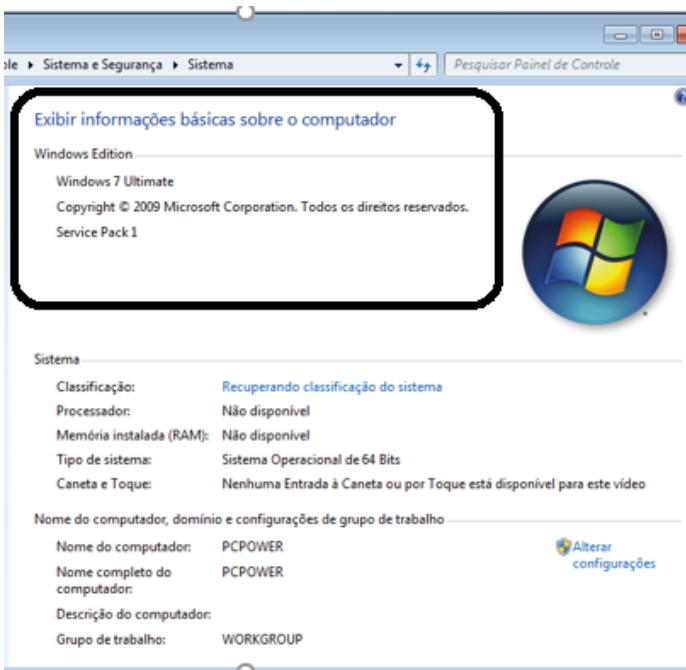 ole ▸ Sistema e Segurança ▸ Sistema
Pesquisar Painel de Controle
Exibir informações básicas sobre o computador
Windows Edition
Windows 7 Ultimate
Copyright © 2009 Microsoft Corporation. Todos os direitos reservados.
Service Pack 1
Sistema
Classificação: Recuperando classificação do sistema
Processador: Não disponível
Memória instalada (RAM): Não disponível
Tipo de sistema: Sistema Operacional de 64 Bits
Caneta e Toque: Nenhuma Entrada à Caneta ou por Toque está disponível para este vídeo
Nome do computador, domínio e configurações de grupo de trabalho
Nome do computador: PCPOWER
Alterar
configurações
Nome completo do
computador: PCPOWER
Descrição do computador:
Grupo de trabalho: WORKGROUP